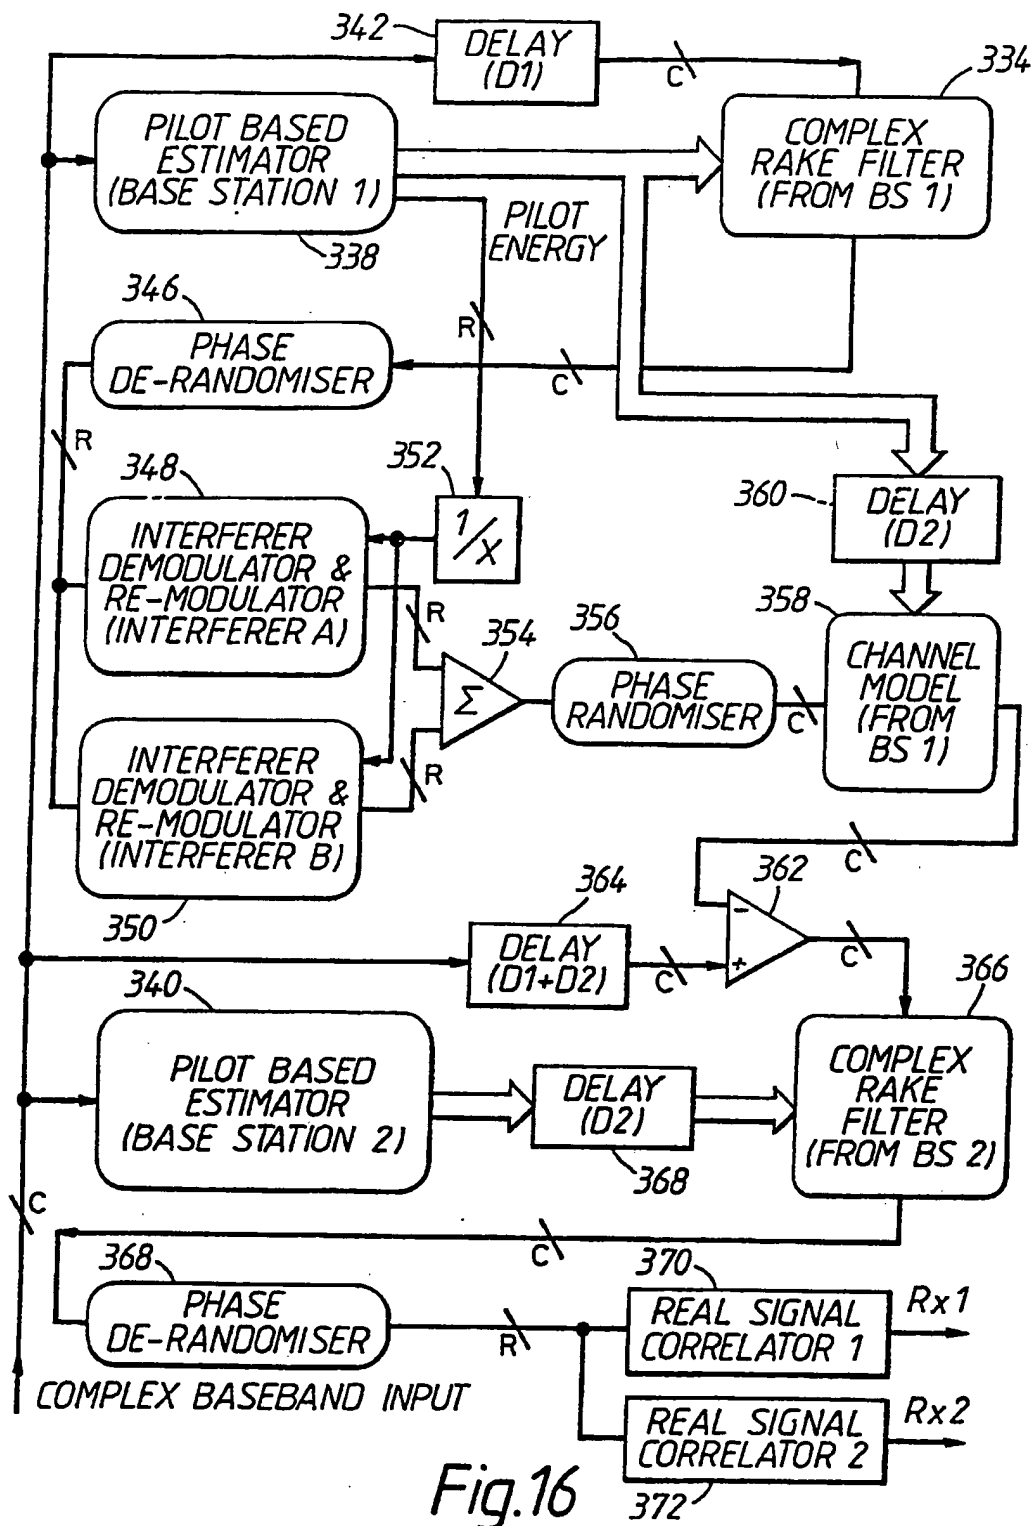 342
DELAY
(D1)
C
334
PILOT BASED
ESTIMATOR
(BASE STATION 1)
338
COMPLEX
RAKE FILTER
(FROM BS 1)
PILOT
ENERGY
346
R
PHASE
DE-RANDOMISER
C
R
348
352
360
DELAY
(D2)
INTERFERER
DEMODULATOR &
RE-MODULATOR
(INTERFERER A)
1/X
R
354
356
358
Σ
PHASE
RANDOMISER
C
CHANNEL
MODEL
(FROM
BS 1)
INTERFERER
DEMODULATOR &
RE-MODULATOR
(INTERFERER B)
R
350
C
364
362
DELAY
(D1+D2)
C
-
+
C
366
340
PILOT BASED
ESTIMATOR
(BASE STATION 2)
DELAY
(D2)
368
COMPLEX
RAKE
FILTER
(FROM BS 2)
C
C
368
PHASE
DE-RANDOMISER
R
370
REAL SIGNAL
CORRELATOR 1
Rx1
COMPLEX BASEBAND INPUT
REAL SIGNAL
CORRELATOR 2
Rx2
372
Fig.16